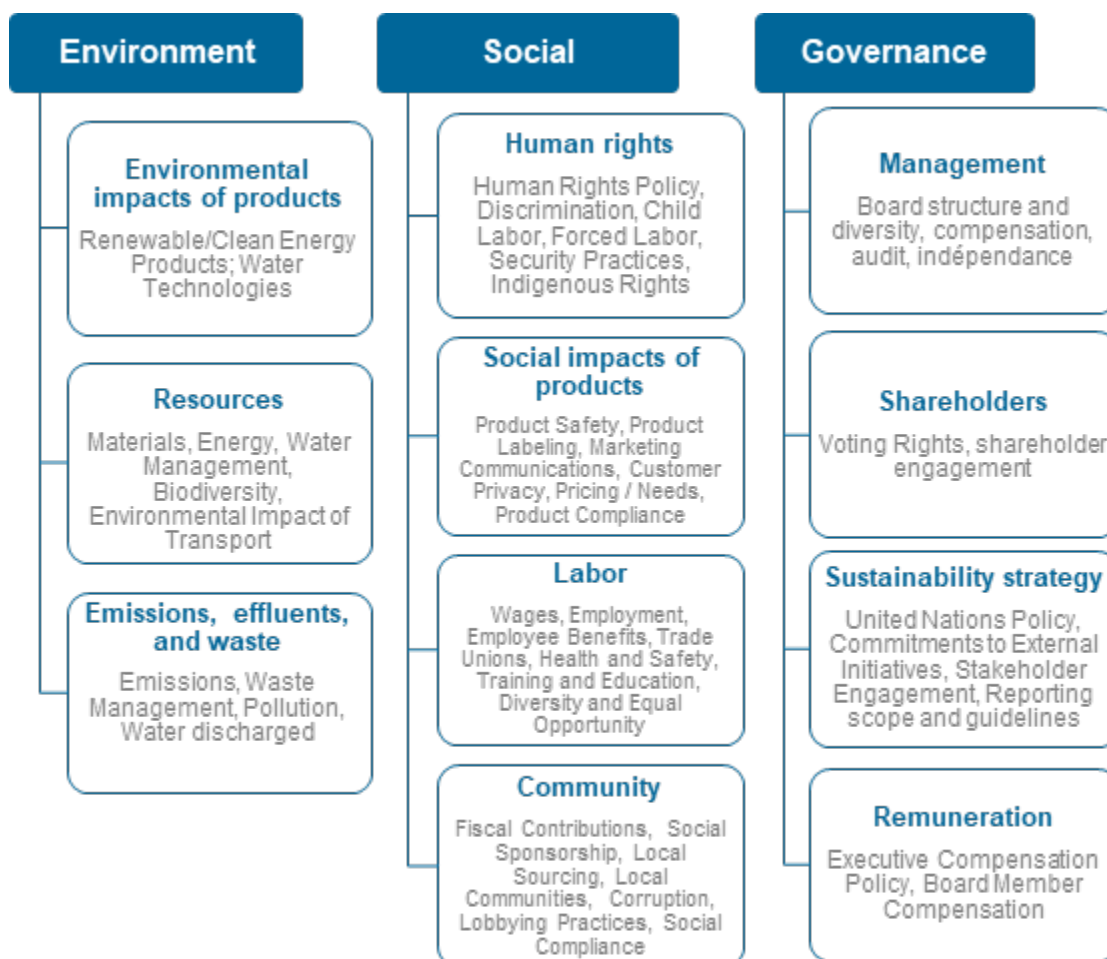 Environment
Environmental
impacts of products
Renewable/Clean Energy
Products; Water
Technologies
Resources
Materials, Energy, Water
Management,
Biodiversity,
Environmental Impact of
Transport
Emissions, effluents,
and waste
Emissions, Waste
Management, Pollution,
Water discharged
Social
Human rights
Human Rights Policy,
Discrimination, Child
Labor, Forced Labor,
Security Practices,
Indigenous Rights
Social impacts of
products
Product Safety, Product
Labeling, Marketing
Communications, Customer
Privacy, Pricing / Needs,
Product Compliance
Labor
Wages, Employment,
Employee Benefits, Trade
Unions, Health and Safety,
Training and Education,
Diversity and Equal
Opportunity
Community
Fiscal Contributions, Social
Sponsorship, Local
Sourcing, Local
Communities, Corruption,
Lobbying Practices, Social
Compliance
Governance
Management
Board structure and
diversity, compensation,
audit, indépendance
Shareholders
Voting Rights, shareholder
engagement
Sustainability strategy
United Nations Policy,
Commitments to External
Initiatives, Stakeholder
Engagement, Reporting
scope and guidelines
Remuneration
Executive Compensation
Policy, Board Member
Compensation